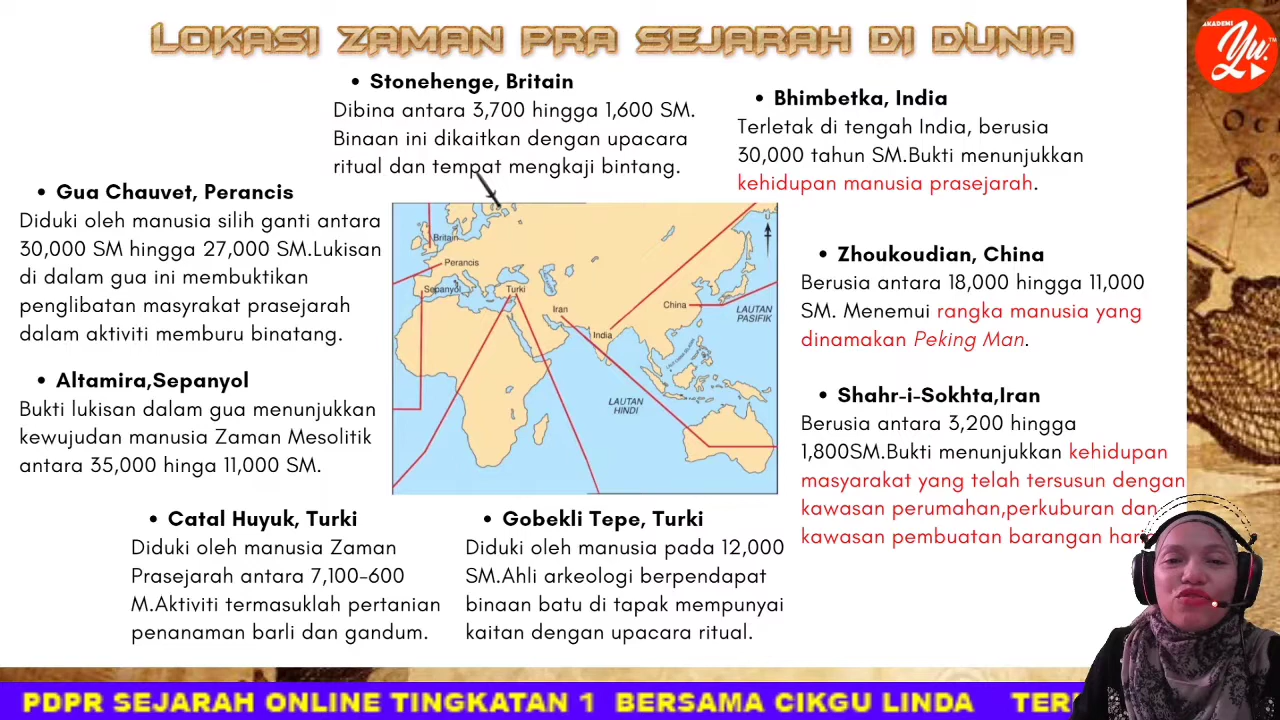 LOKASI ZAMAN PRA SEJARAH DI DUNIA
AKADEMI
Yu.
TM
• Stonehenge, Britain
Dibina antara 3,700 hingga 1,600 SM.
Binaan ini dikaitkan dengan upacara
ritual dan tempat mengkaji bintang.
• Bhimbetka, India
Terletak di tengah India, berusia
30,000 tahun SM.Bukti menunjukkan
kehidupan manusia prasejarah.
• Gua Chauvet, Perancis
Diduki oleh manusia silih ganti antara
30,000 SM hingga 27,000 SM.Lukisan
di dalam gua ini membuktikan
penglibatan masyrakat prasejarah
dalam aktiviti memburu binatang.
• Zhoukoudian, China
Berusia antara 18,000 hingga 11,000
SM. Menemui rangka manusia yang
dinamakan Peking Man.
Britain
Perancis
Sepanyol
Turki
Iran
India
China
LAUTAN
PASIFIK
LAUTAN
HINDI
U
• Altamira,Sepanyol
Bukti lukisan dalam gua menunjukkan
kewujudan manusia Zaman Mesolitik
antara 35,000 hinga 11,000 SM.
• Shahr-i-Sokhta,Iran
Berusia antara 3,200 hingga
1,800SM.Bukti menunjukkan kehidupan
masyarakat yang telah tersusun dengan
kawasan perumahan,perkuburan dan
kawasan pembuatan barangan
• Catal Huyuk, Turki
Diduki oleh manusia Zaman
Prasejarah antara 7,100-600
M.Aktiviti termasuklah pertanian
penanaman barli dan gandum.
• Gobekli Tepe, Turki
Diduki oleh manusia pada 12,000
SM.Ahli arkeologi berpendapat
binaan batu di tapak mempunyai
kaitan dengan upacara ritual.
PDPR SEJARAH ONLINE TINGKATAN 1 BERSAMA CIKGU LINDA